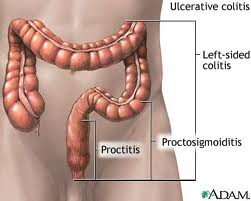 Ulcerative colitis
Left-sided
colitis
Proctosigmoiditis
Proctitis
ADAM.